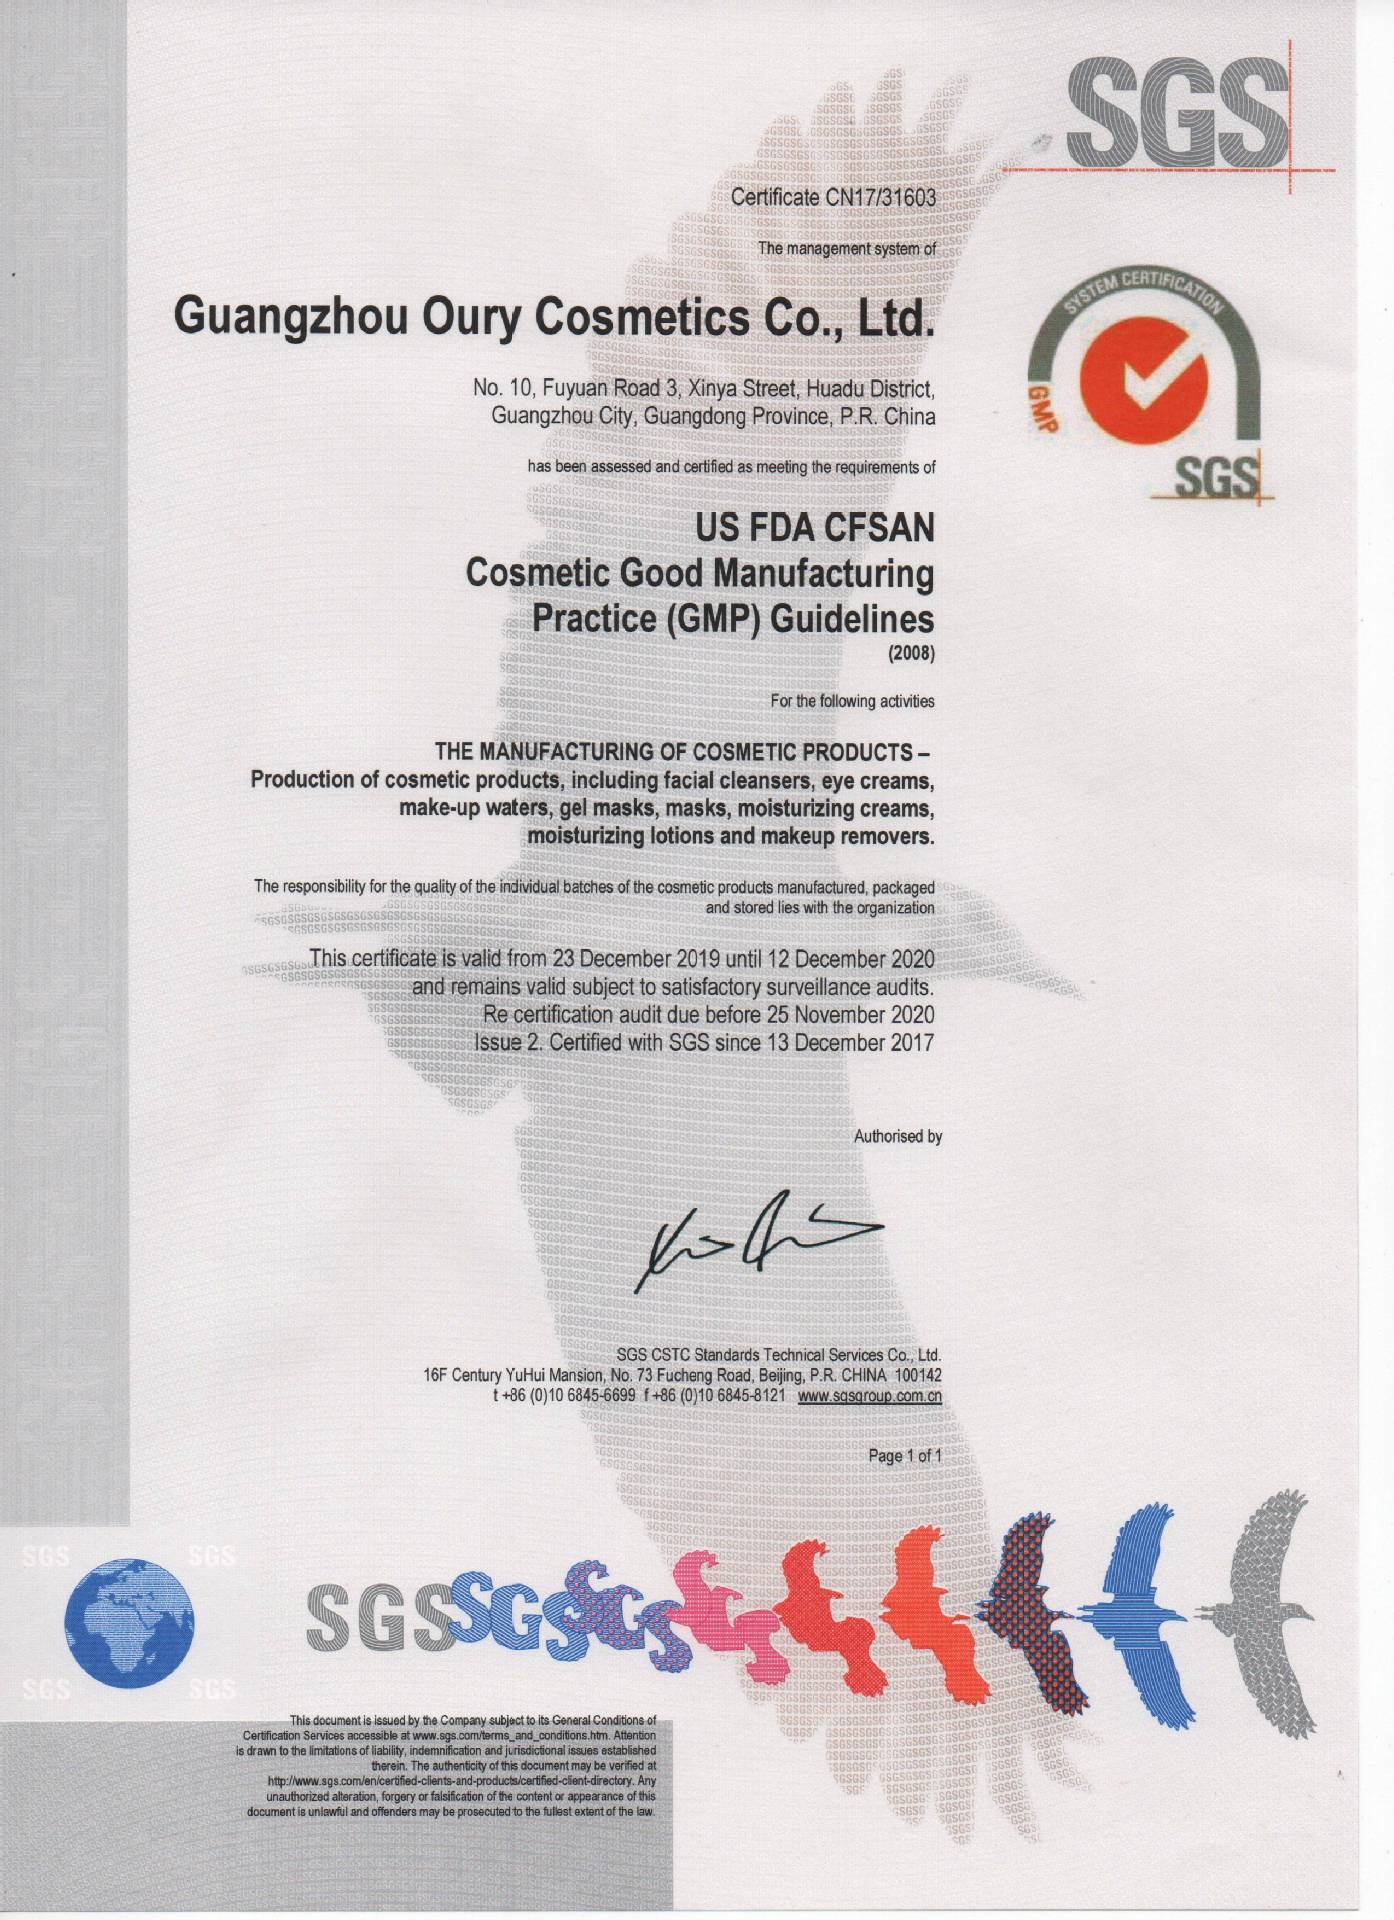 SGS
Certificate CN17/31603
The management system of
Guangzhou Oury Cosmetics Co., Ltd.
No. 10, Fuyuan Road 3, Xinya Street, Huadu District,
Guangzhou City, Guangdong Province, P.R. China
SYSTEM CERTIFICATION
GMP
SGS
has been assessed and certified as meeting the requirements of
US FDA CFSAN
Cosmetic Good Manufacturing
Practice (GMP) Guidelines
(2008)
For the following activities
THE MANUFACTURING OF COSMETIC PRODUCTS –
Production of cosmetic products, including facial cleansers, eye creams,
make-up waters, gel masks, masks, moisturizing creams,
moisturizing lotions and makeup removers.
The responsibility for the quality of the individual batches of the cosmetic products manufactured, packaged
and stored lies with the organization
This certificate is valid from 23 December 2019 until 12 December 2020
and remains valid subject to satisfactory surveillance audits.
Re certification audit due before 25 November 2020
Issue 2. Certified with SGS since 13 December 2017
Authorised by
SGS CSTC Standards Technical Services Co., Ltd.
16F Century YuHui Mansion, No. 73 Fucheng Road, Beijing, P.R. CHINA 100142
t +86 (0)10 6845-6699 f +86 (0)10 6845-8121 www.sgsgroup.com.cn
Page 1 of 1
SGS SGS
SGS SGS SGS
SGS SGS
This document is issued by the Company subject to its General Conditions of
Certification Services accessible at www.sgs.com/terms_and_conditions.htm. Attention
is drawn to the limitations of liability, indemnification and jurisdictional issues established
therein. The authenticity of this document may be verified at
http://www.sgs.com/en/certified-clients-and-products/certified-client-directory. Any
unauthorized alteration, forgery or falsification of the content or appearance of this
document is unlawful and offenders may be prosecuted to the fullest extent of the law.